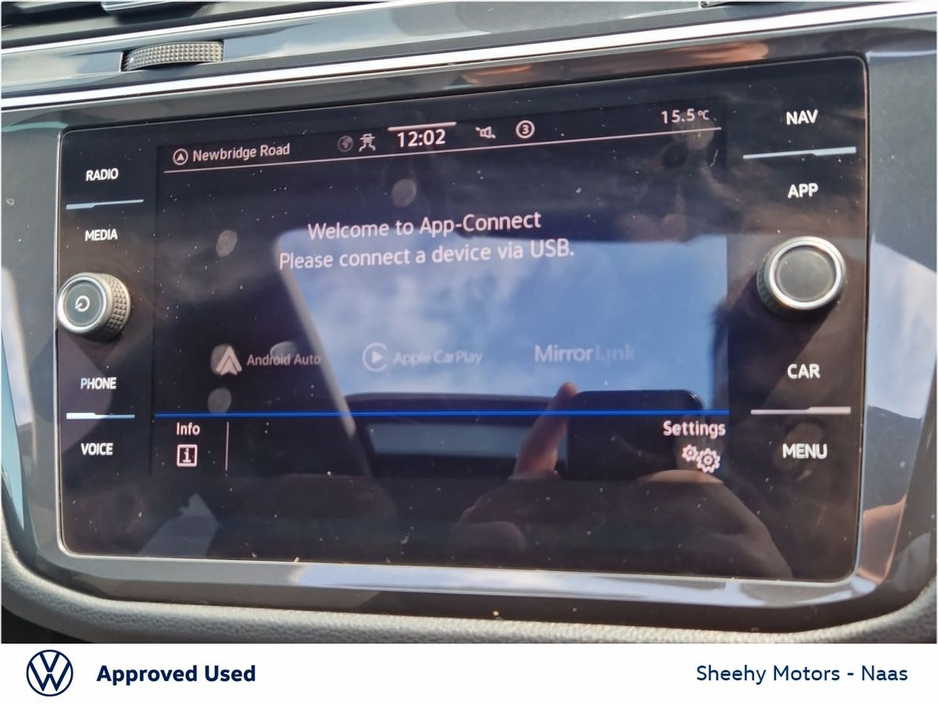 Newbridge Road
12:02
3
15.5°C
NAV
RADIO
APP
MEDIA
Welcome to App-Connect
Please connect a device via USB.
Android Auto
Apple CarPlay
MirrorLink
PHONE
CAR
Info
i
Settings
VOICE
MENU
Approved Used
Sheehy Motors - Naas